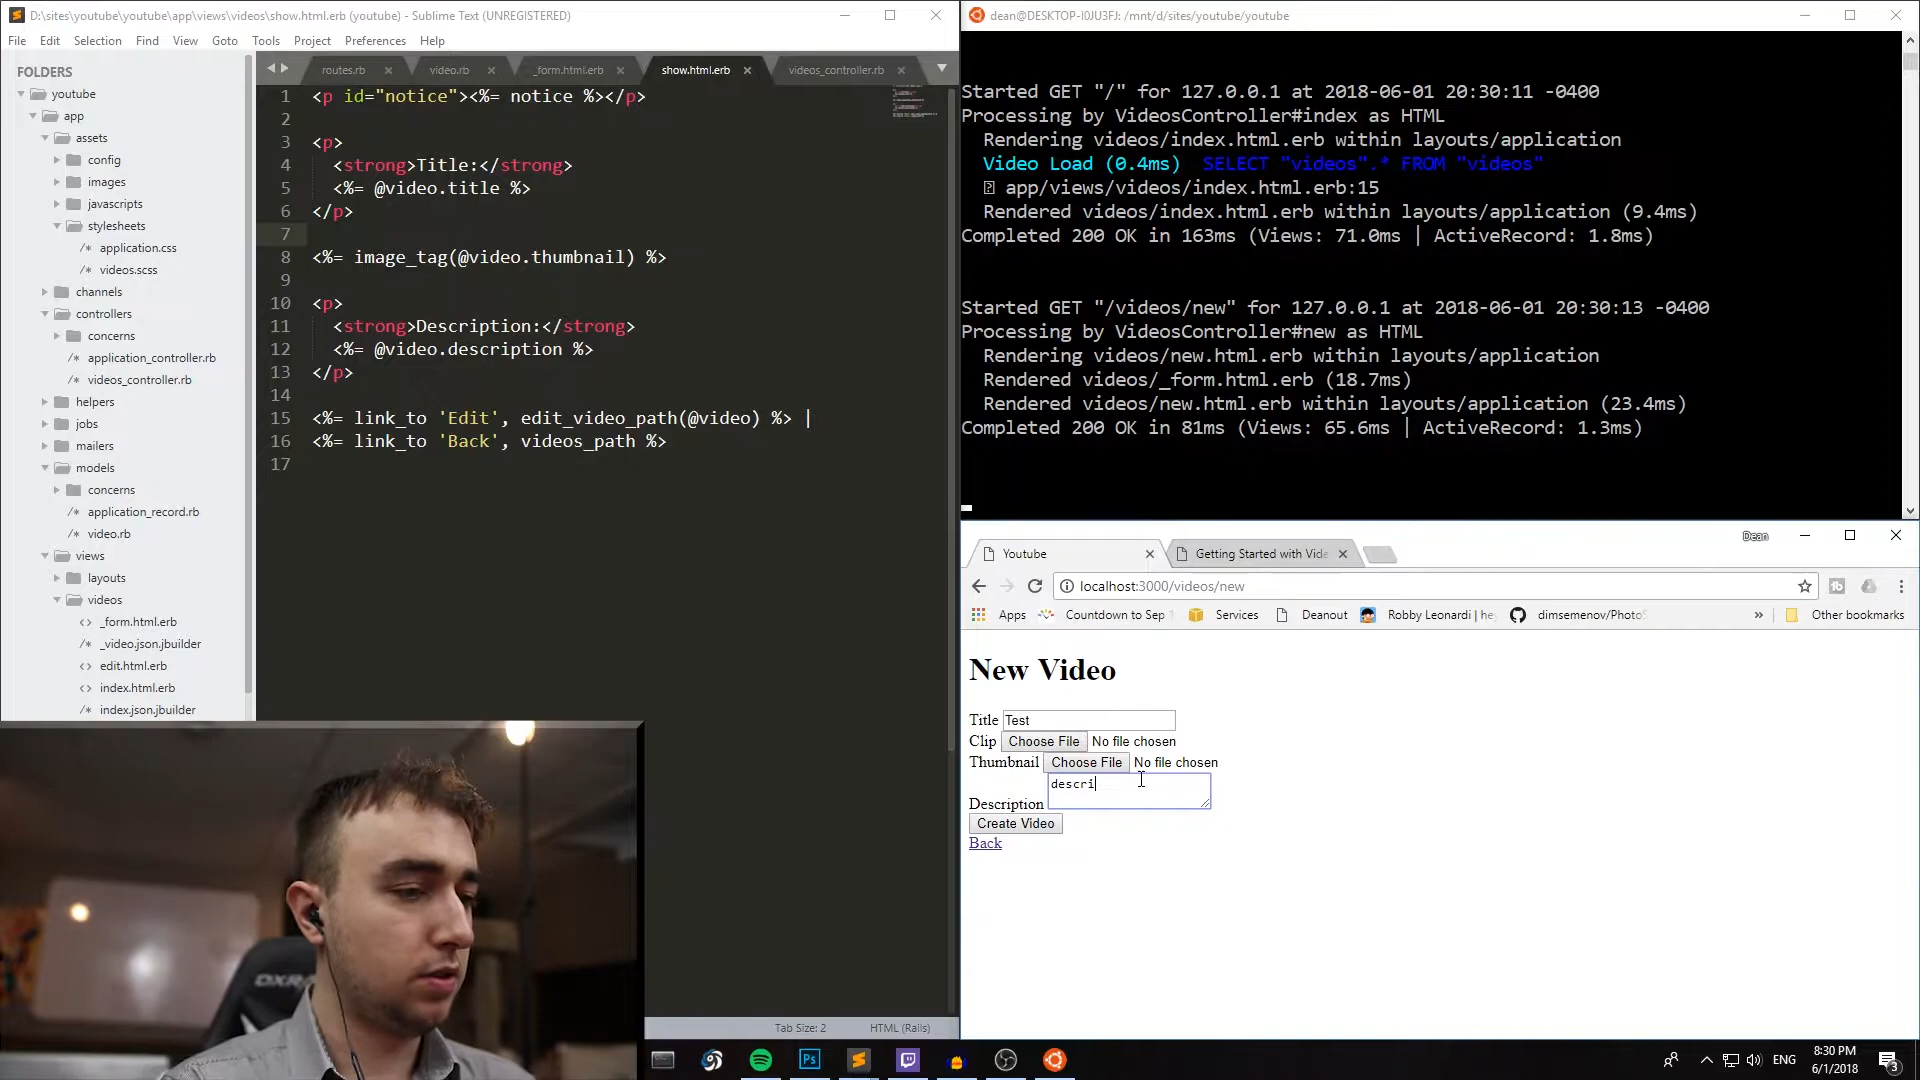 D:\sites\youtube\youtube\app\views\videos\show.html.erb (youtube) - Sublime Text (UNREGISTERED)
File Edit Selection Find View Goto Tools Project Preferences Help
FOLDERS
youtube
app
assets
config
images
javascripts
stylesheets
application.css
videos.scss
channels
controllers
concerns
application_controller.rb
videos_controller.rb
helpers
jobs
mailers
models
concerns
application_record.rb
video.rb
views
layouts
videos
_form.html.erb
_video.json.jbuilder
edit.html.erb
index.html.erb
index.json.jbuilder
routes.rb video.rb _form.html.erb show.html.erb videos_controller.rb
1 <p id="notice"><%= notice %></p>
2
3 <p>
4 <strong>Title:</strong>
5 <%= @video.title %>
6 </p>
7
8 <%= image_tag(@video.thumbnail) %>
9
10 <p>
11 <strong>Description:</strong>
12 <%= @video.description %>
13 </p>
14
15 <%= link_to 'Edit', edit_video_path(@video) %> |
16 <%= link_to 'Back', videos_path %>
17
Tab Size: 2 HTML (Rails)
DXR
dean@DESKTOP-I0JU3FJ: /mnt/d/sites/youtube/youtube
Started GET "/" for 127.0.0.1 at 2018-06-01 20:30:11 -0400
Processing by VideosController#index as HTML
Rendering videos/index.html.erb within layouts/application
Video Load (0.4ms) SELECT "videos".* FROM "videos"
app/views/videos/index.html.erb:15
Rendered videos/index.html.erb within layouts/application (9.4ms)
Completed 200 OK in 163ms (Views: 71.0ms | ActiveRecord: 1.8ms)
Started GET "/videos/new" for 127.0.0.1 at 2018-06-01 20:30:13 -0400
Processing by VideosController#new as HTML
Rendering videos/new.html.erb within layouts/application
Rendered videos/_form.html.erb (18.7ms)
Rendered videos/new.html.erb within layouts/application (23.4ms)
Completed 200 OK in 81ms (Views: 65.6ms | ActiveRecord: 1.3ms)
Dean
Youtube Getting Started with Vide
localhost:3000/videos/new
Apps Countdown to Sep Services Deanout Robby Leonardi | he dimsemenov/Photo » Other bookmarks
New Video
Title Test
Clip Choose File No file chosen
Thumbnail Choose File No file chosen
descri
Description
Create Video
Back
Ps
ENG
8:30 PM
6/1/2018
3